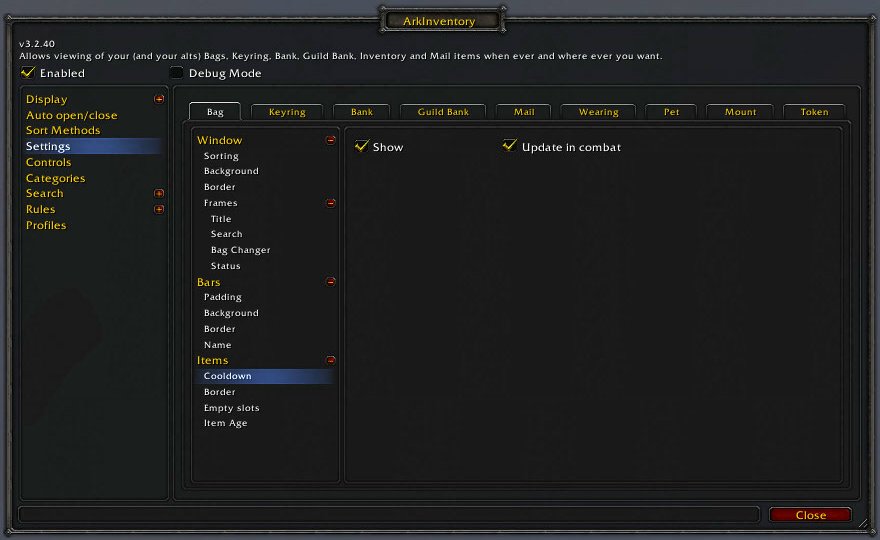 ArkInventory
v3.2.40
Allows viewing of your (and your alts) Bags, Keyring, Bank, Guild Bank, Inventory and Mail items when ever and where ever you want.
Enabled Debug Mode
Display
Auto open/close
Sort Methods
Settings
Controls
Categories
Search
Rules
Profiles
Bag Keyring Bank Guild Bank Mail Wearing Pet Mount Token
Window
Sorting
Background
Border
Frames
Title
Search
Bag Changer
Status
Bars
Padding
Background
Border
Name
Items
Cooldown
Border
Empty slots
Item Age
Show Update in combat
Close